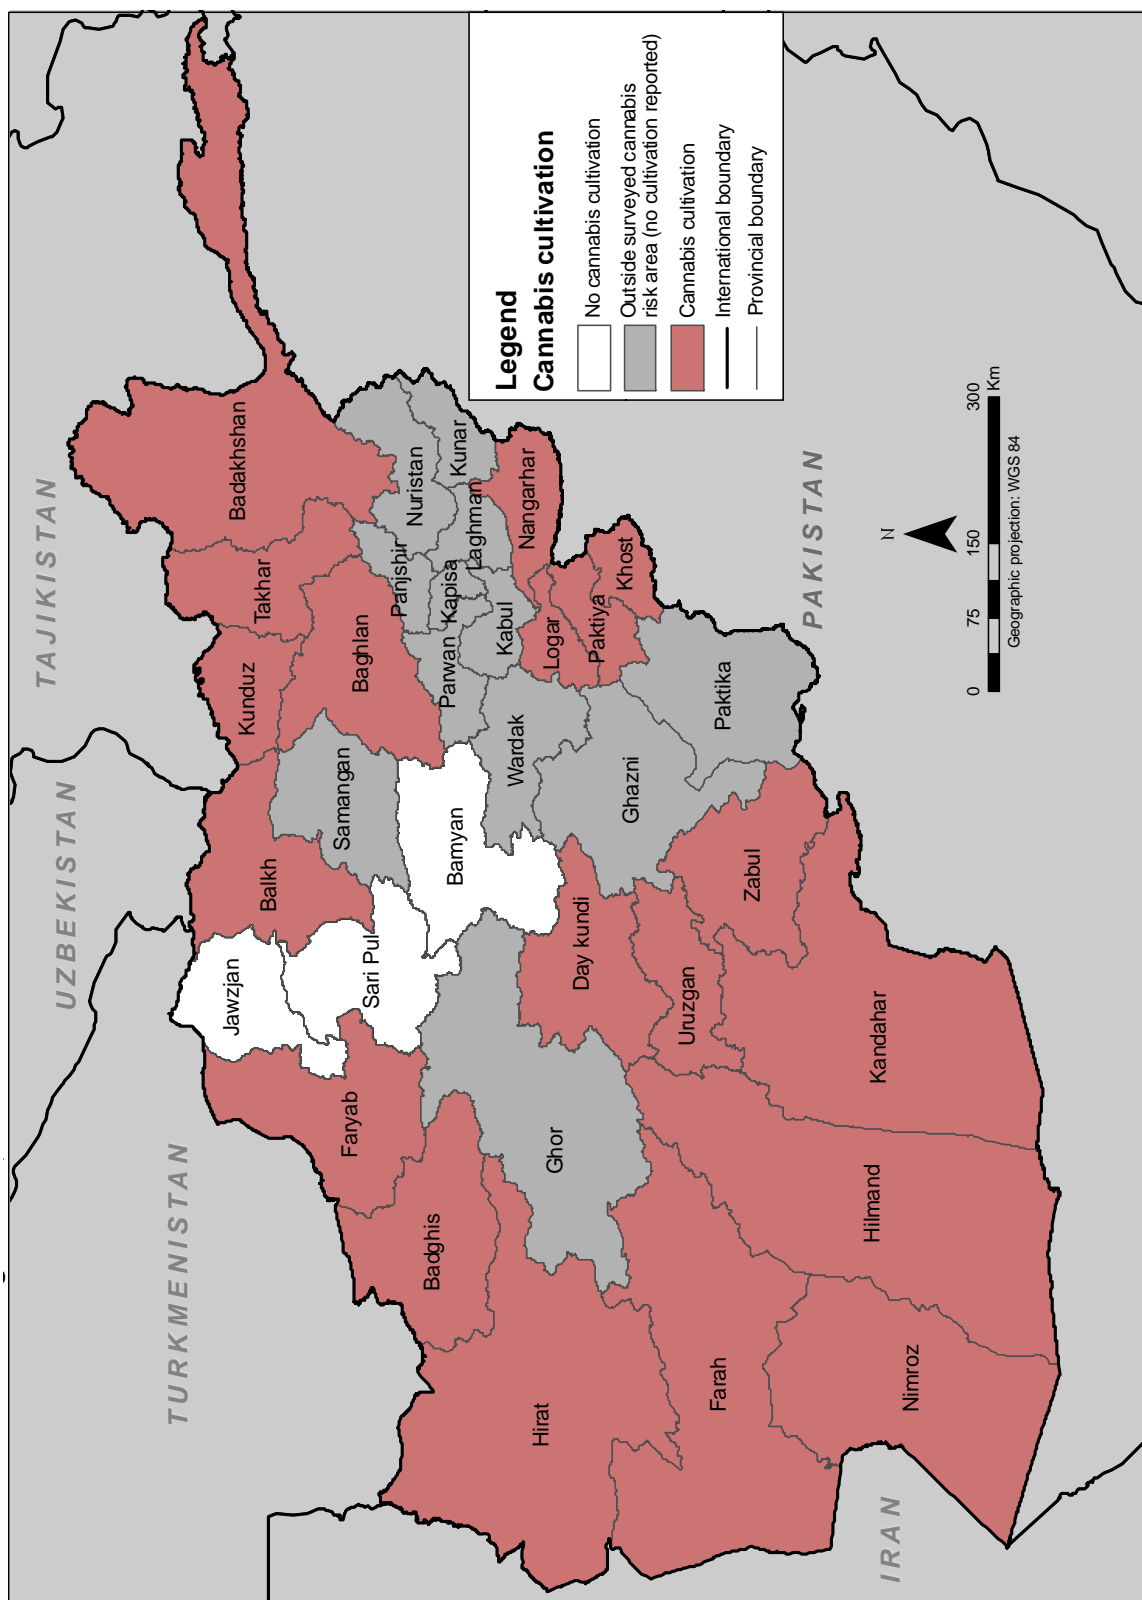 TAJIKISTAN
UZBEKISTAN
TURKMENISTAN
PAKISTAN
IRAN
Badakhshan
Takhar
Kunduz
Baghlan
Balkh
Samangan
Jawzjan
Sari Pul
Faryab
Badghis
Bamyan
Nuristan
Kunar
Laghman
Panjshir
Kapisa
Parwan
Kabul
Nangarhar
Logar
Paktiya
Khost
Wardak
Ghazni
Paktika
Day kundi
Ghor
Hirat
Uruzgan
Zabul
Farah
Kandahar
Hilmand
Nimroz
Legend
Cannabis cultivation
No cannabis cultivation
Outside surveyed cannabis
risk area (no cultivation reported)
Cannabis cultivation
International boundary
Provincial boundary
N
0 75 150 300
Km
Geographic projection: WGS 84